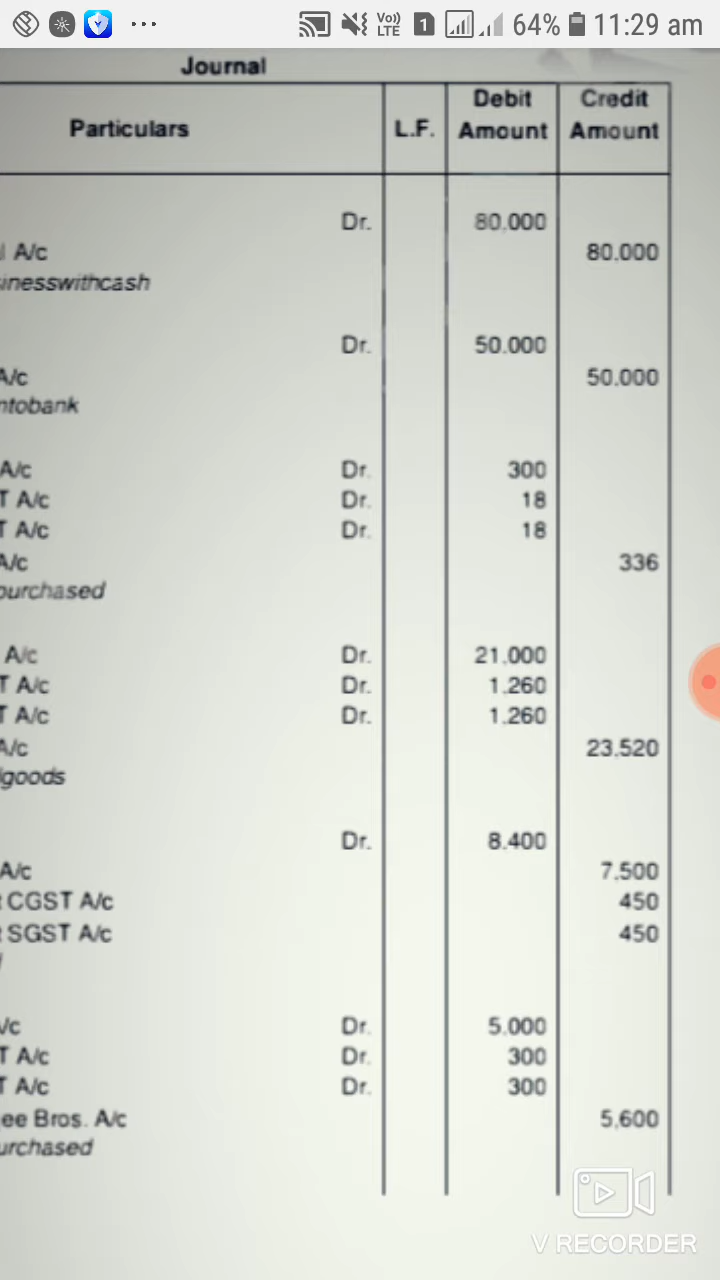 Vo))
LTE 1 64% 11:29 am
Journal
Particulars L.F. Debit Amount Credit Amount
Dr. 80,000
l A/c 80,000
inesswithcash
Dr. 50,000
A/c 50,000
ntobank
A/c Dr. 300
T A/c Dr. 18
T A/c Dr. 18
A/c 336
purchased
A/c Dr. 21,000
T A/c Dr. 1,260
T A/c Dr. 1,260
A/c 23,520
goods
Dr. 8,400
A/c 7,500
t CGST A/c 450
t SGST A/c 450
/c Dr. 5,000
T A/c Dr. 300
T A/c Dr. 300
ee Bros. A/c 5,600
urchased
V RECORDER